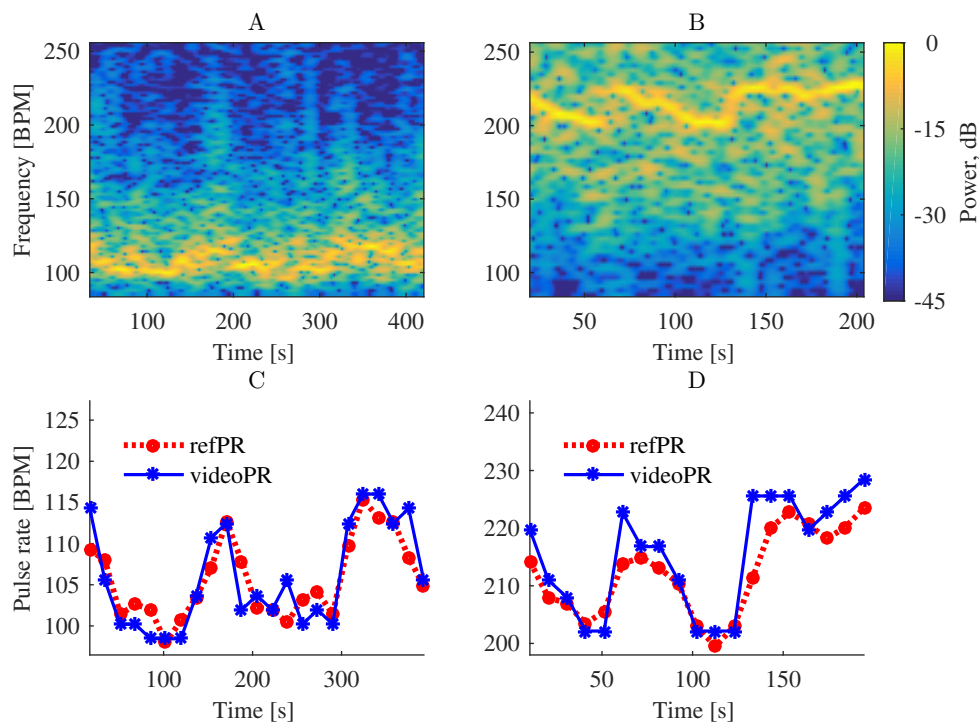 A
B
Frequency [BPM]
250
200
150
100
100
200
300
400
Time [s]
250
200
150
100
50
100
150
200
Time [s]
0
-15
-30
-45
Power, dB
C
D
Pulse rate [BPM]
125
120
115
110
105
100
refPR
videoPR
100
200
300
Time [s]
240
230
220
210
200
refPR
videoPR
50
100
150
Time [s]